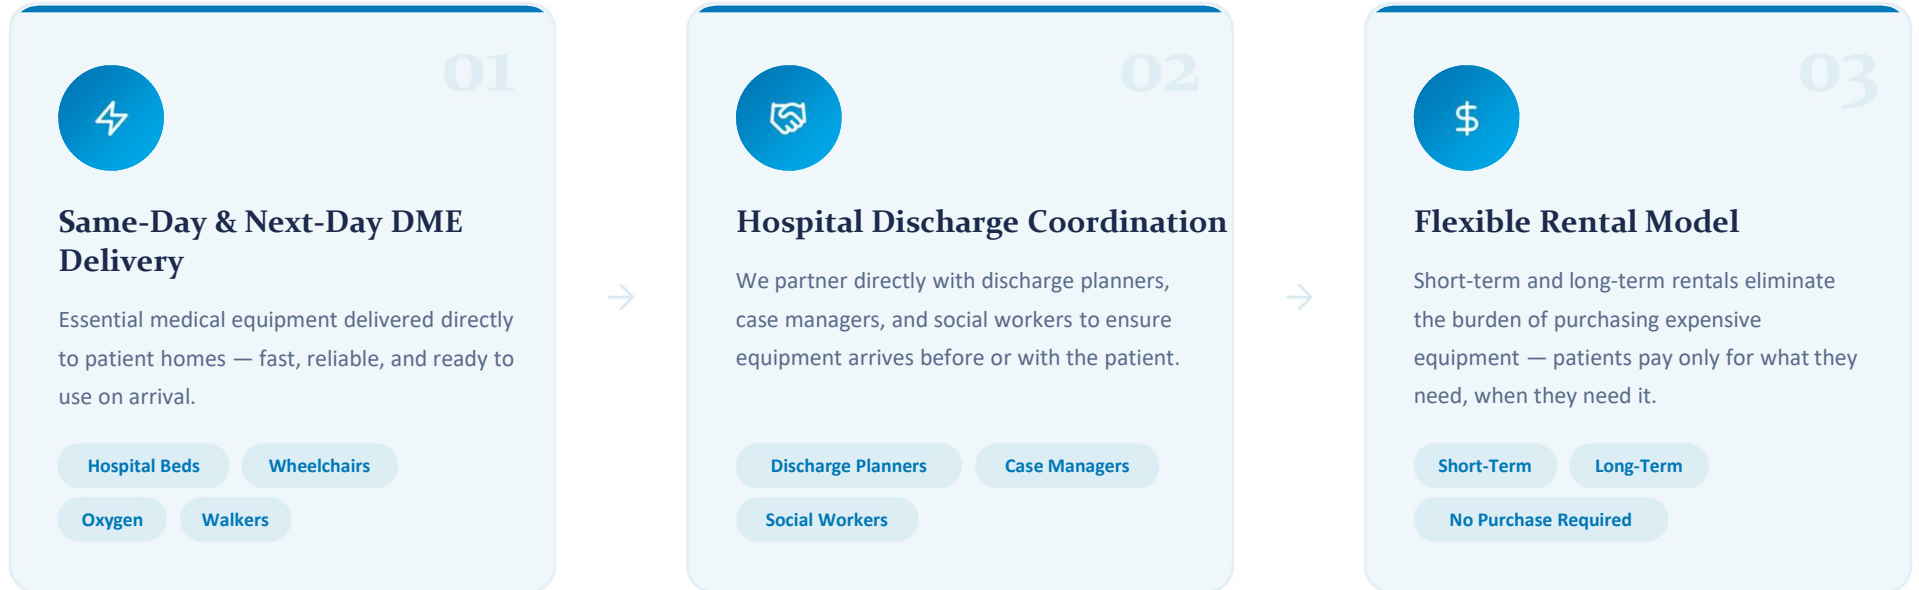 01
Same-Day & Next-Day DME
Delivery
Essential medical equipment delivered directly
to patient homes — fast, reliable, and ready to
use on arrival.
Hospital Beds
Wheelchairs
Oxygen
Walkers
02
Hospital Discharge Coordination
We partner directly with discharge planners,
case managers, and social workers to ensure
equipment arrives before or with the patient.
Discharge Planners
Case Managers
Social Workers
03
$
Flexible Rental Model
Short-term and long-term rentals eliminate
the burden of purchasing expensive
equipment — patients pay only for what they
need, when they need it.
Short-Term
Long-Term
No Purchase Required